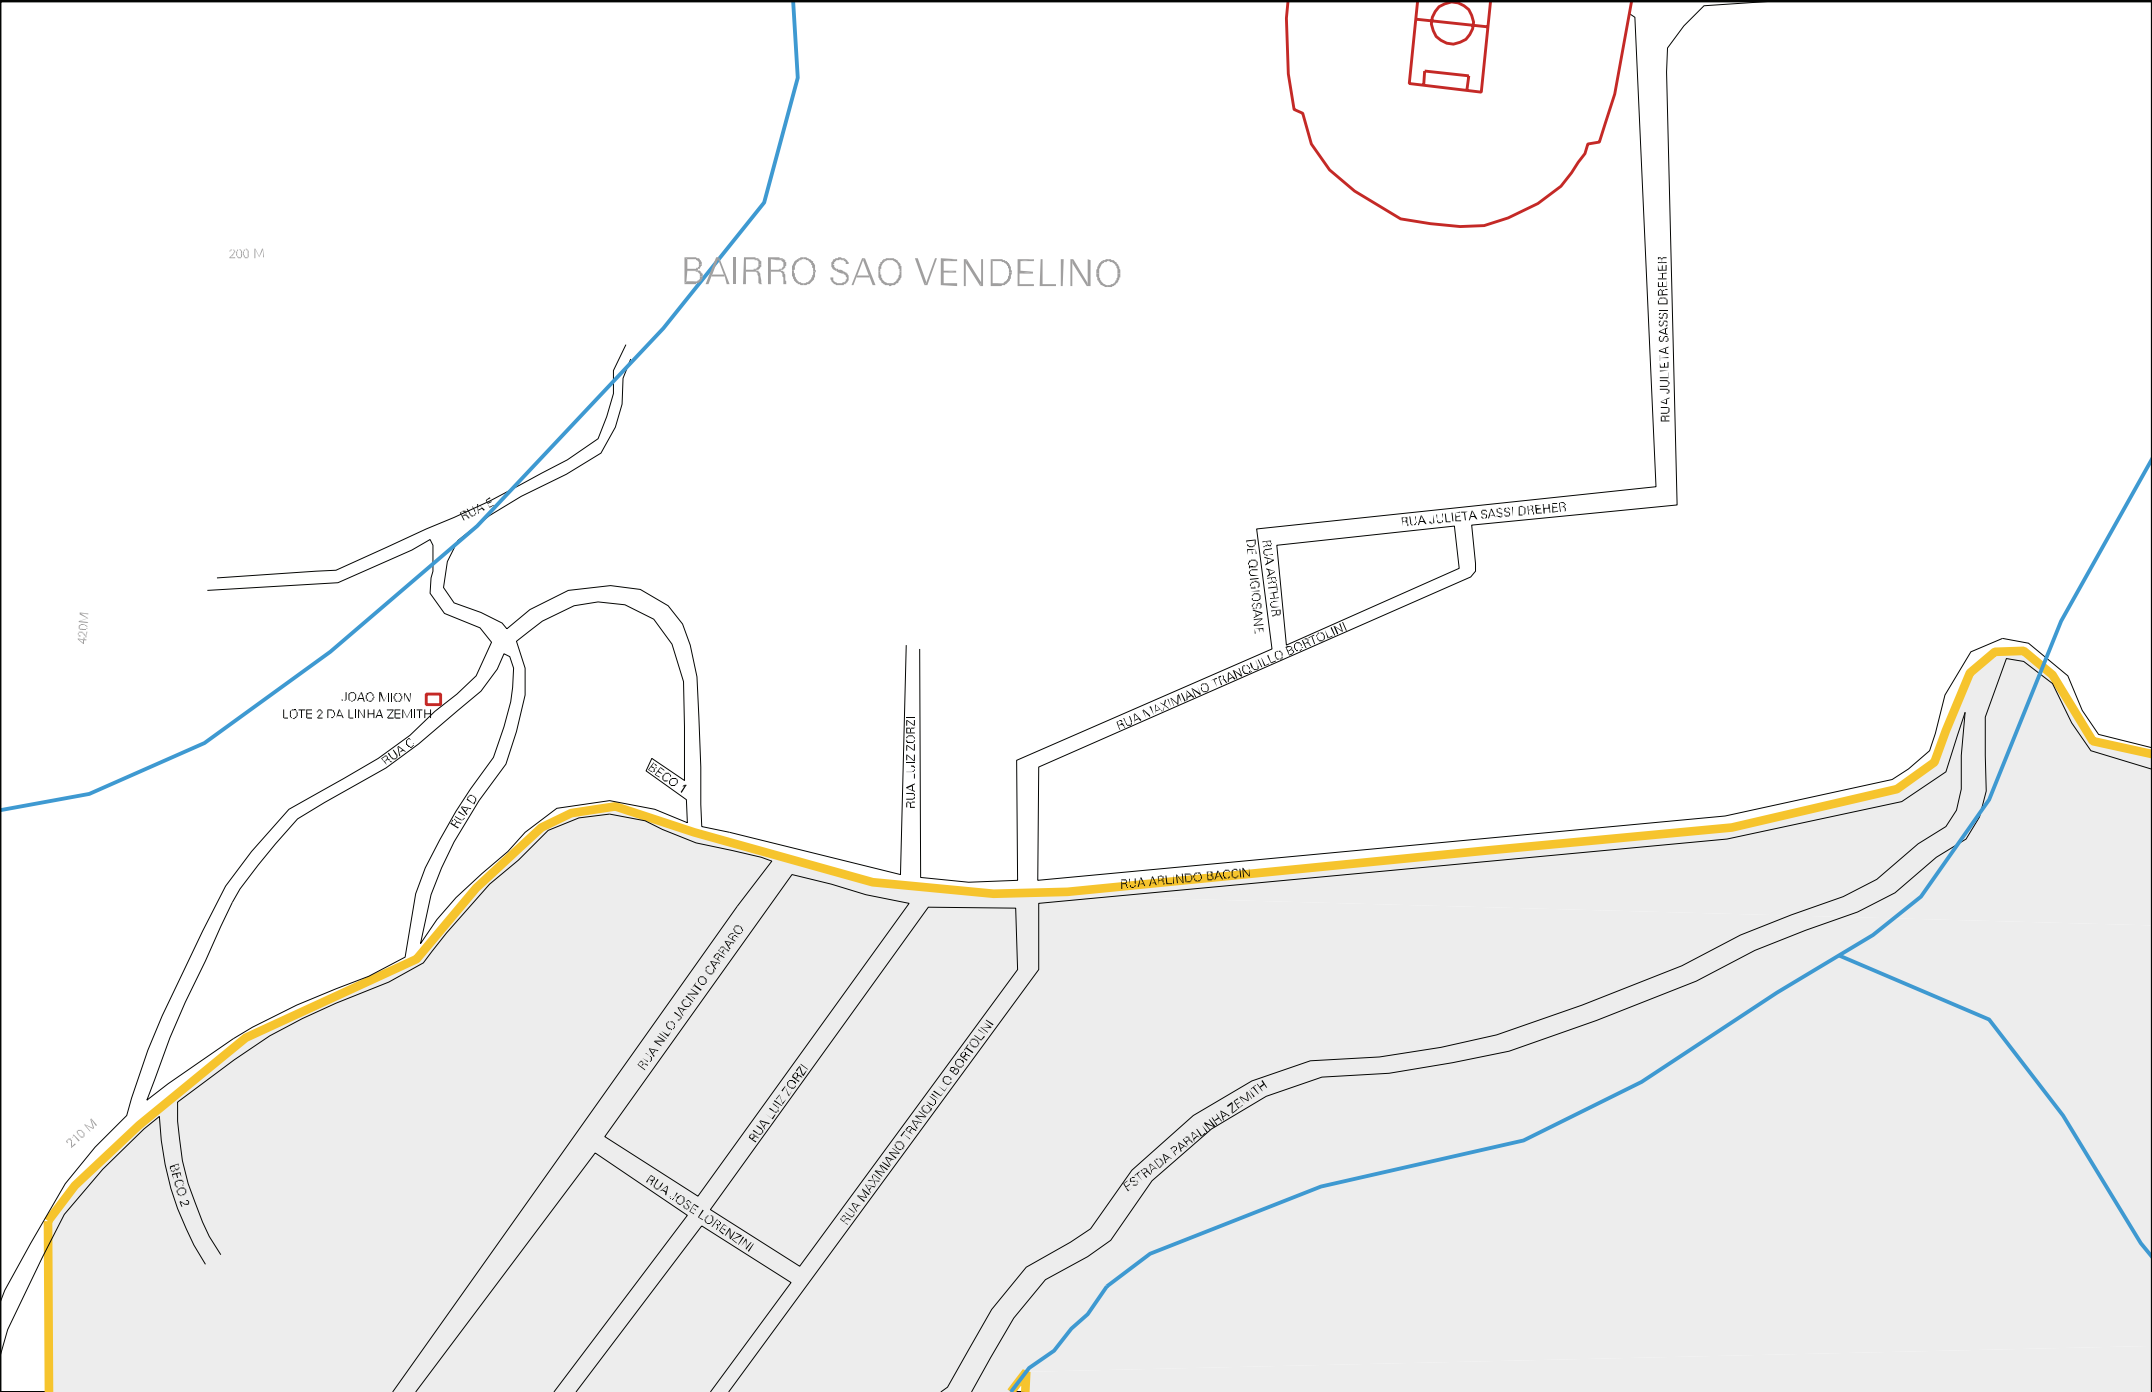 200 M
BAIRRO SAO VENDELINO
RUA JULIETA SASSI DREHER
RUA S
RUA JULIETA SASSI DREHER
RUA ARTHUR
DE QUIGIOSANE
420M
RUA MAXIMIANO TRANQUILLO BORTOLINI
JOAO MION
LOTE 2 DA LINHA ZEMITH
RUA C
RUA D
BECO 1
RUA LUIZ ZORZI
RUA ARLINDO BACCIN
RUA NILO JACINTO CARRARO
RUA LUIZ ZORZI
RUA MAXIMIANO TRANQUILLO BORTOLINI
210 M
BECO 2
RUA JOSE LORENZINI
ESTRADA PARALINHA ZEMITH